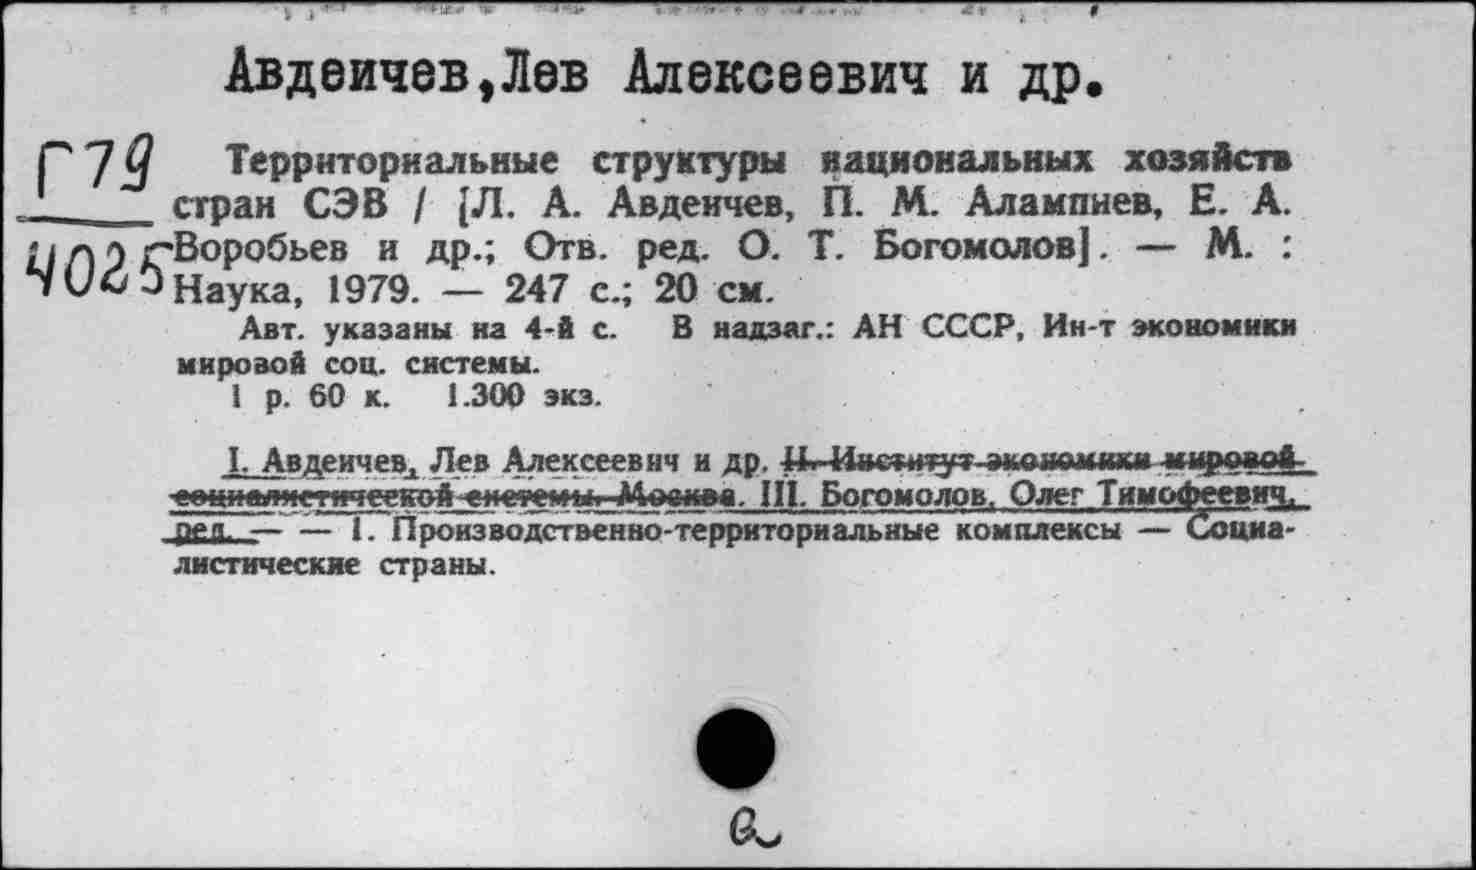 Авдеичев,Лев Алексеевич и др.
Г79
4025
Территориальные структуры национальных хозяйств
стран СЭВ / [Л. А. Авдеичев, П. М. Алампиев, Е. А.
Воробьев и др.; Отв. ред. О. Т. Богомолов]. — М. :
Наука, 1979. — 247 с.; 20 см.
Авт. указаны на 4-й с. В надзаг.: АН СССР, Ин-т экономики
мировой соц. системы.
1 р. 60 к. 1.300 экз.
I. Авдеичев, Лев Алексеевич и др. II. Институт экономики мировой
социалистической системы. Москва. III. Богомолов, Олег Тимофеевич,
ред. — — 1. Производственно-территориальные комплексы — Социа-
листические страны.